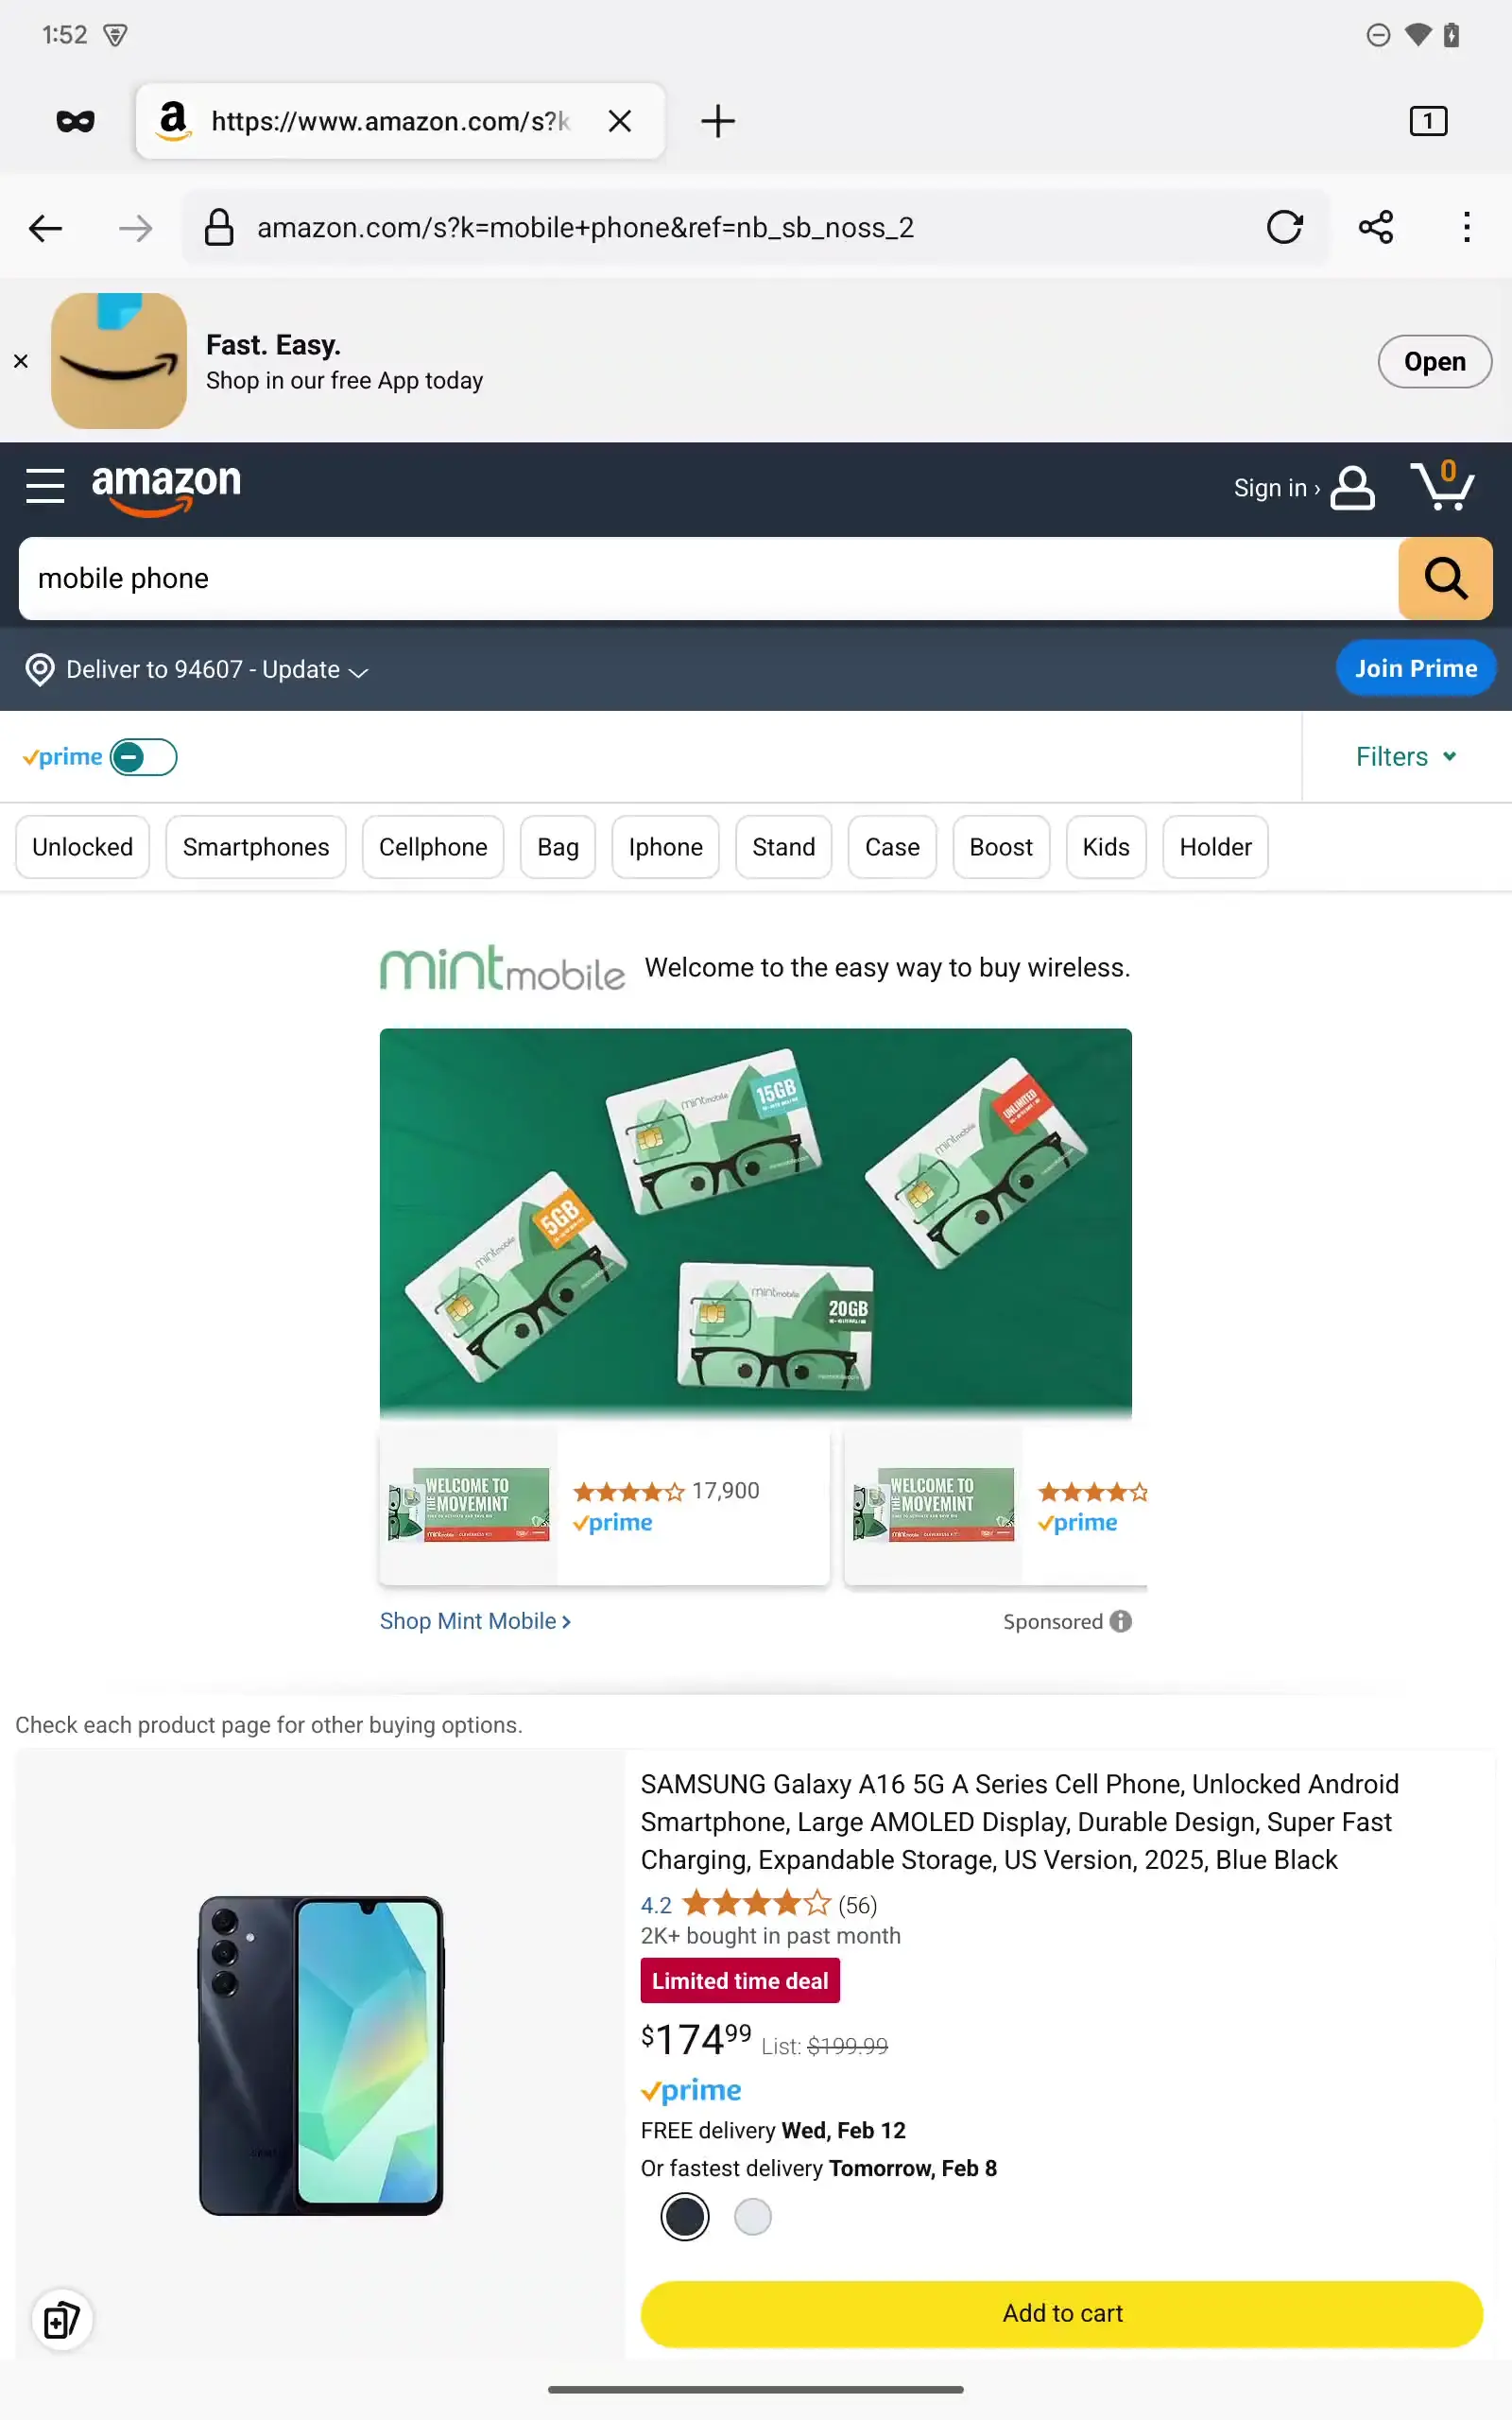 1:52
https://www.amazon.com/s?k
1
amazon.com/s?k=mobile+phone&ref=nb_sb_noss_2
Fast. Easy.
Shop in our free App today
Open
amazon
Sign in ›
0
mobile phone
Deliver to 94607 - Update
Join Prime
prime
Filters
Unlocked
Smartphones
Cellphone
Bag
Iphone
Stand
Case
Boost
Kids
Holder
mint mobile
Welcome to the easy way to buy wireless.
mintmobile
15GB
mintmobile
UNLIMITED
mintmobile
5GB
mintmobile
20GB
WELCOME TO
THE MOVEMINT
17,900
prime
WELCOME TO
THE MOVEMINT
prime
Shop Mint Mobile ›
Sponsored
Check each product page for other buying options.
SAMSUNG Galaxy A16 5G A Series Cell Phone, Unlocked Android
Smartphone, Large AMOLED Display, Durable Design, Super Fast
Charging, Expandable Storage, US Version, 2025, Blue Black
4.2 (56)
2K+ bought in past month
Limited time deal
$174.99 List: $199.99
prime
FREE delivery Wed, Feb 12
Or fastest delivery Tomorrow, Feb 8
Add to cart